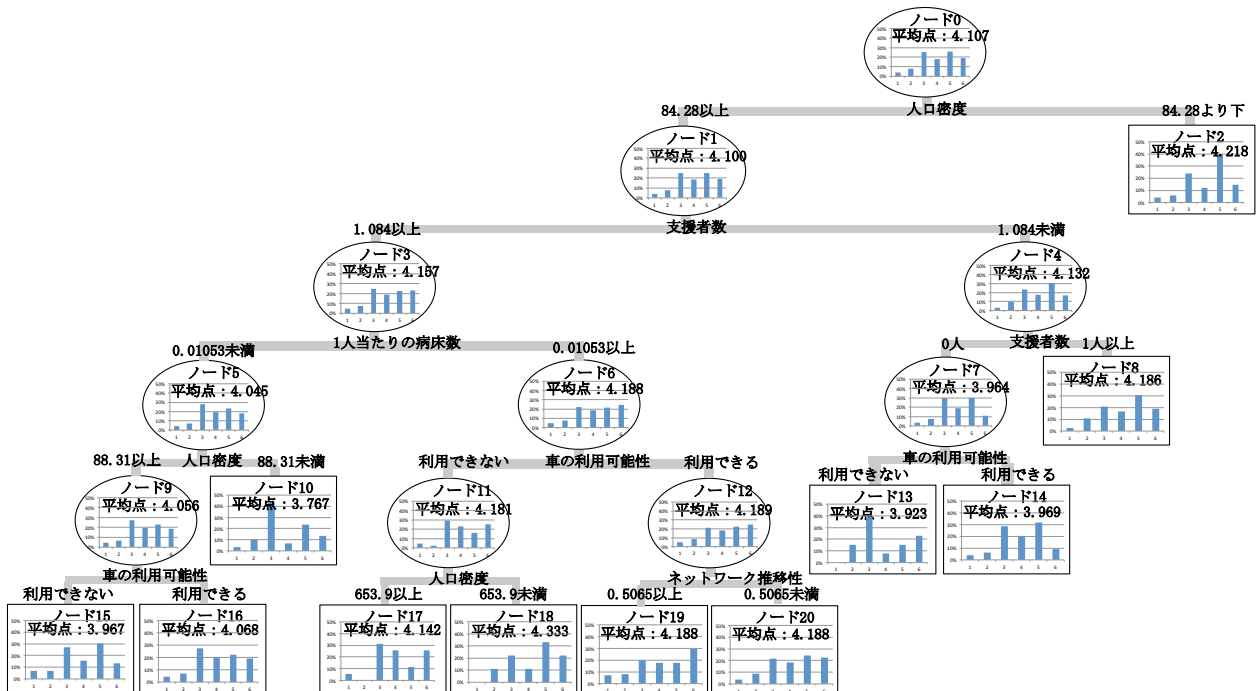 ノード0
平均点：4.107
人口密度
84.28以上
84.28より下
ノード1
平均点：4.100
ノード2
平均点：4.218
支援者数
1.084以上
1.084未満
ノード3
平均点：4.157
ノード4
平均点：4.132
1人当たりの病床数
0.01053未満
0.01053以上
支援者数
0人
1人以上
ノード5
平均点：4.045
ノード6
平均点：4.188
ノード7
平均点：3.964
ノード8
平均点：4.186
人口密度
88.31以上
88.31未満
車の利用可能性
利用できない
利用できる
車の利用可能性
利用できない
利用できる
ノード9
平均点：4.056
ノード10
平均点：3.767
ノード11
平均点：4.181
ノード12
平均点：4.189
ノード13
平均点：3.923
ノード14
平均点：3.969
車の利用可能性
利用できない
利用できる
人口密度
653.9以上
653.9未満
ネットワーク推移性
0.5065以上
0.5065未満
ノード15
平均点：3.967
ノード16
平均点：4.068
ノード17
平均点：4.142
ノード18
平均点：4.333
ノード19
平均点：4.188
ノード20
平均点：4.188